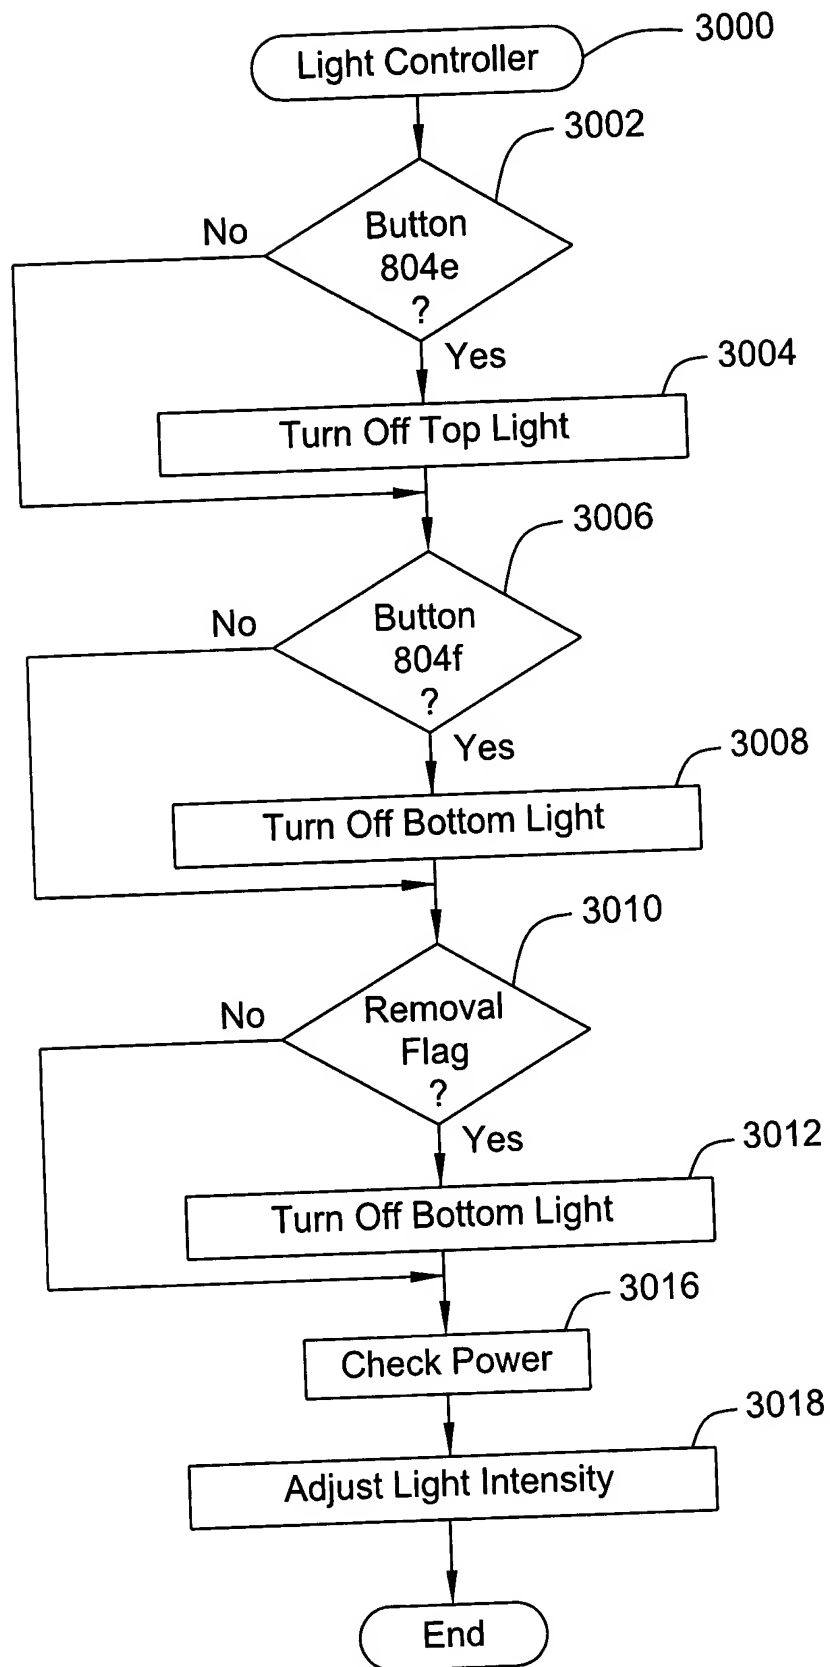 3000
Light Controller
3002
No
Button
804e
?
Yes
3004
Turn Off Top Light
3006
No
Button
804f
?
Yes
3008
Turn Off Bottom Light
3010
No
Removal
Flag
?
Yes
3012
Turn Off Bottom Light
3016
Check Power
3018
Adjust Light Intensity
End